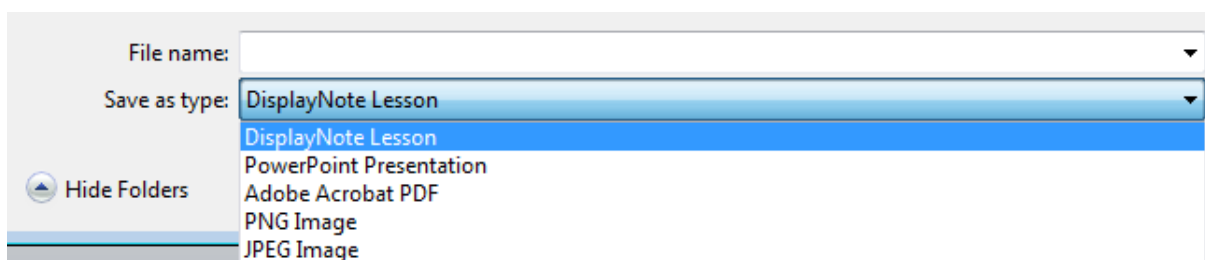 File name:
Save as type: DisplayNote Lesson
DisplayNote Lesson
PowerPoint Presentation
Hide Folders
Adobe Acrobat PDF
PNG Image
JPEG Image